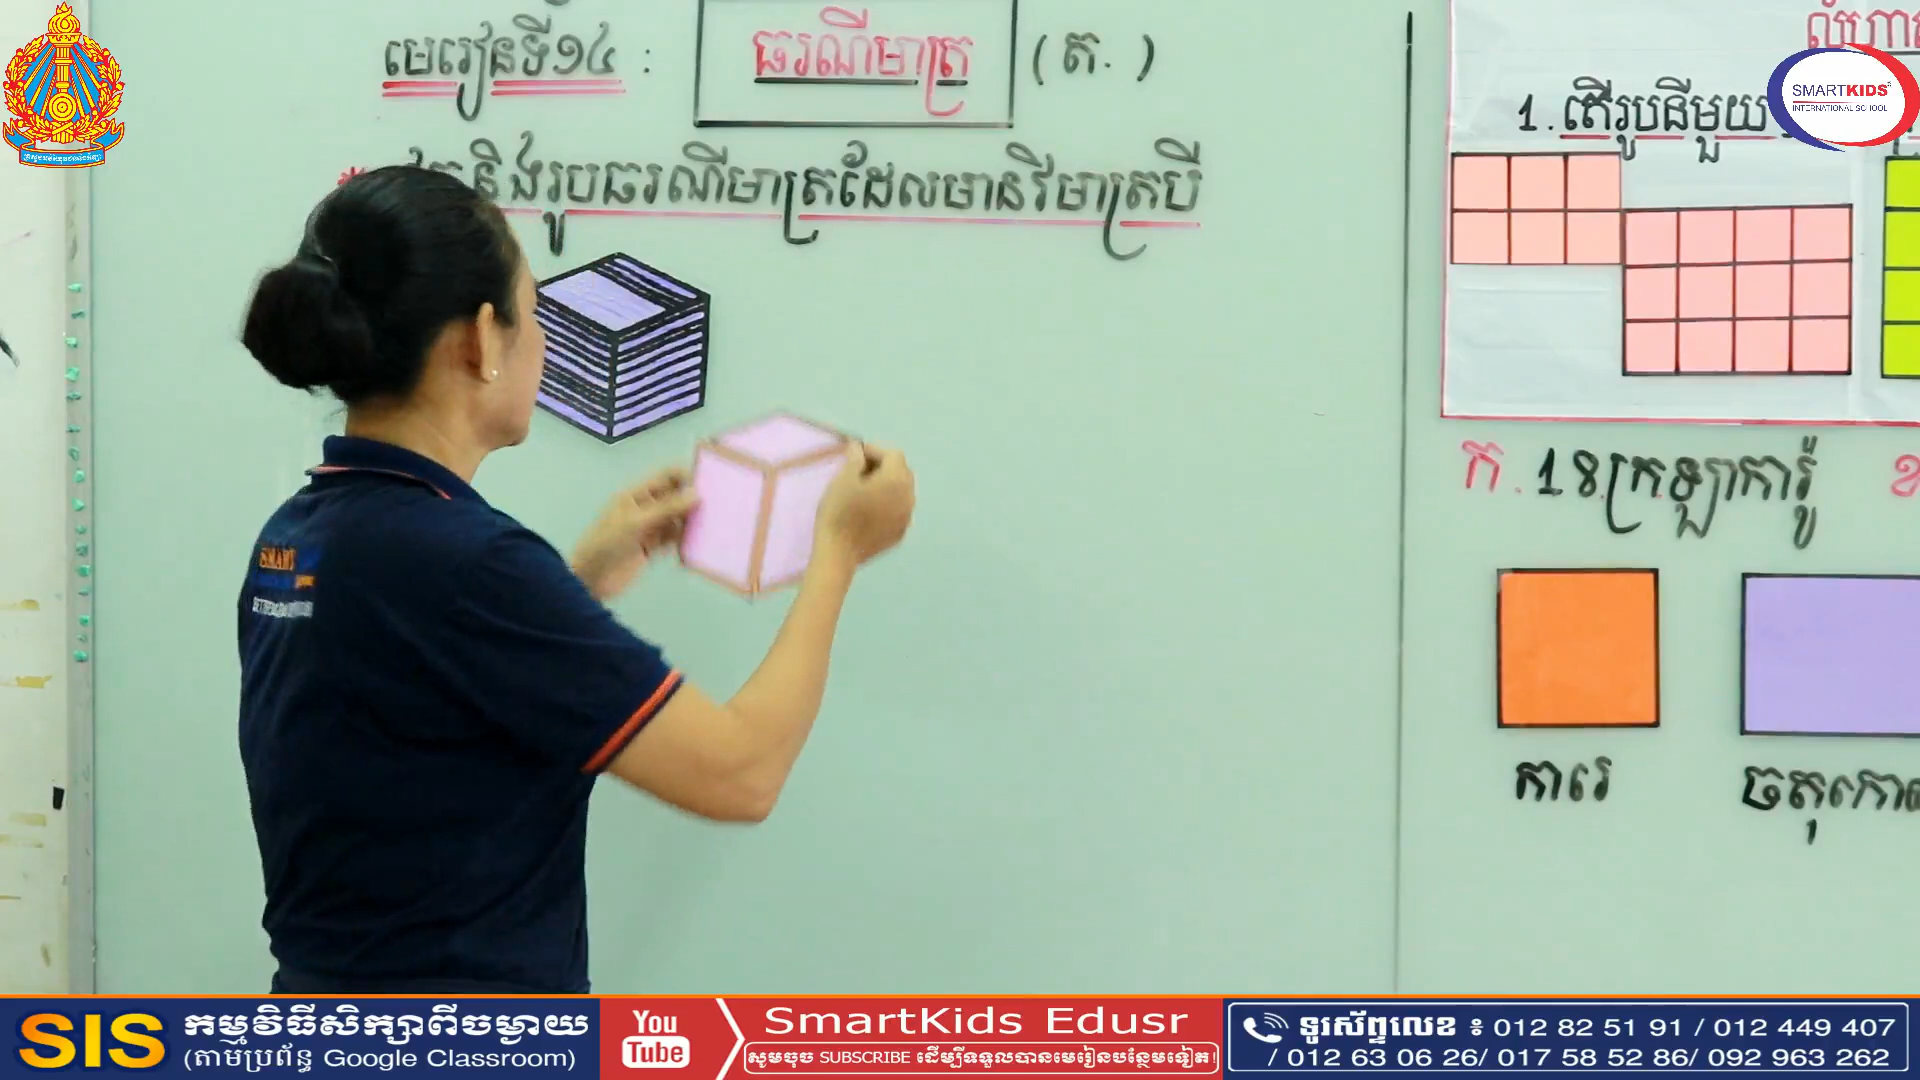 មេរៀនទី១៤ : ធរណីមាត្រ (ត. )
និងរូបធរណីមាត្រដែលមានវិមាត្របី
SMARTKIDS
INTERNATIONAL SCHOOL
1. តើរូបនីមួយ
ក. 18ក្រឡាការ៉ូ ខ
ការេ
SIS
កម្មវិធីសិក្សាពីចម្ងាយ
(តាមប្រព័ន្ធ Google Classroom)
You
Tube
SmartKids Edusr
សូមចុច SUBSCRIBE ដើម្បីទទួលបានមេរៀនបន្ថែមទៀត!
ទូរស័ព្ទលេខ ៖ 012 82 51 91 / 012 449 407
/ 012 63 06 26/ 017 58 52 86/ 092 963 262